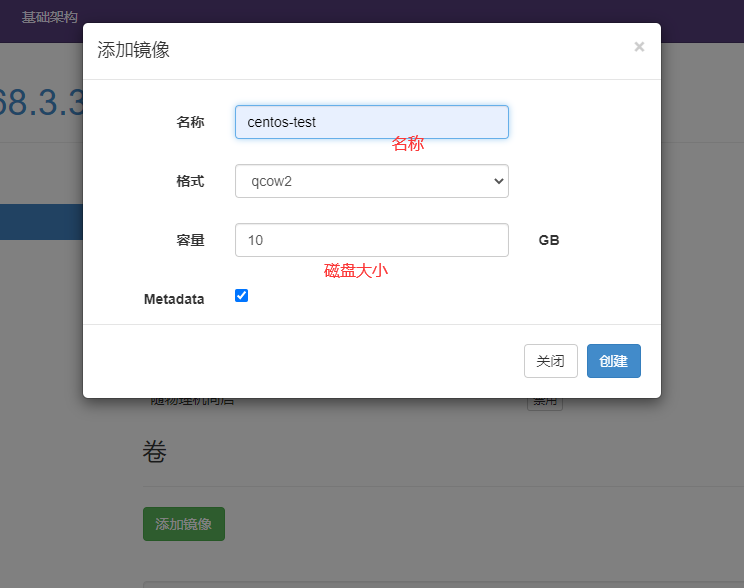 基础架构
添加镜像 ×
68.3.3
名称 centos-test
名称
格式 qcow2
容量 10 GB
磁盘大小
Metadata
关闭 创建
随物理机同启 禁用
卷
添加镜像